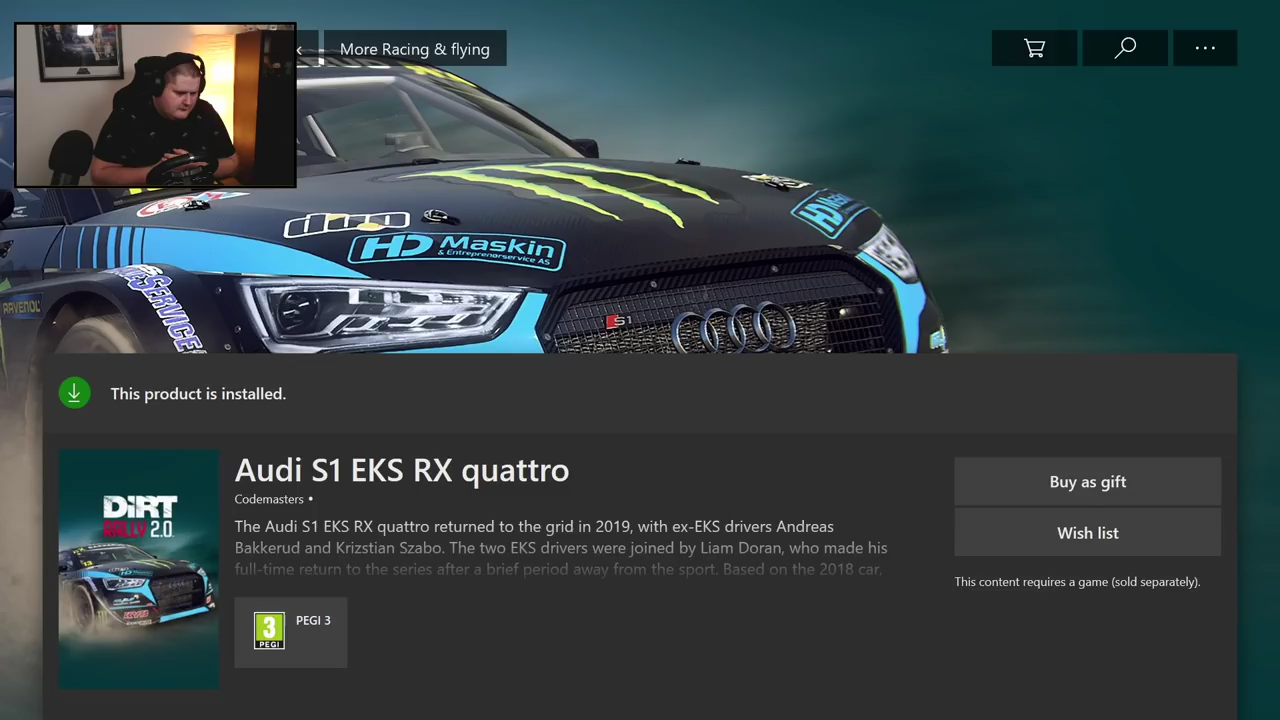 More Racing & flying
RAVENOL
SERVICE
HD Maskin
& Entreprenørservice AS
HD
S1
This product is installed.
Audi S1 EKS RX quattro
Codemasters •
The Audi S1 EKS RX quattro returned to the grid in 2019, with ex-EKS drivers Andreas
Bakkerud and Krizstian Szabo. The two EKS drivers were joined by Liam Doran, who made his
full-time return to the series after a brief period away from the sport. Based on the 2018 car,
DiRT
RALLY 2.0
3
PEGI
PEGI 3
Buy as gift
Wish list
This content requires a game (sold separately).